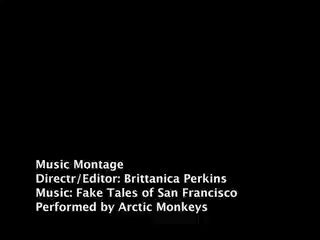 Music Montage
Directr/Editor: Brittanica Perkins
Music: Fake Tales of San Francisco
Performed by Arctic Monkeys